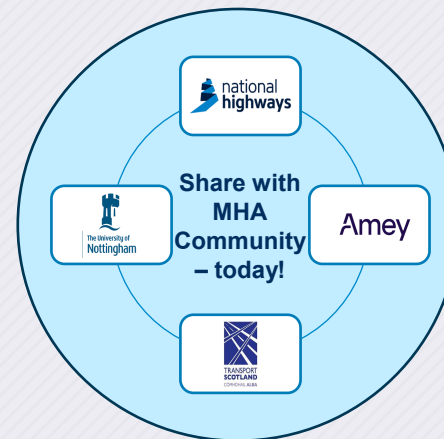 national
highways
Share with
MHA
Community
– today!
The University of
Nottingham
Amey
TRANSPORT
SCOTLAND
CÒMHDHAIL ALBA